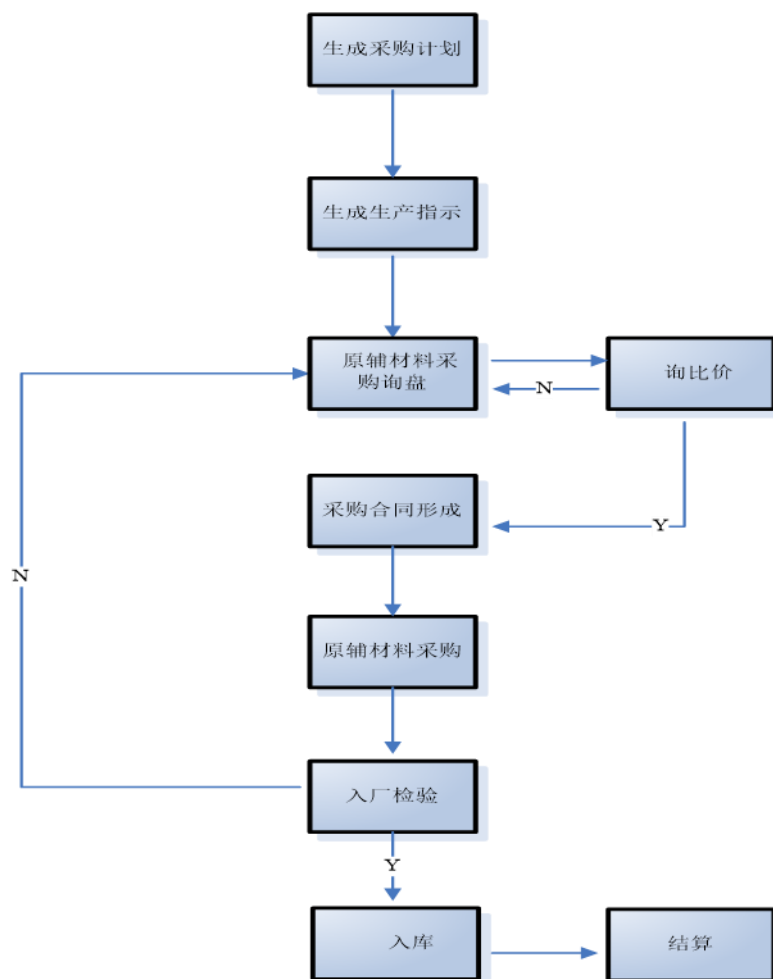 生成采购计划
生成生产指示
原辅材料采
购询盘
询比价
N
采购合同形成
Y
N
原辅材料采购
入厂检验
Y
入库
结算